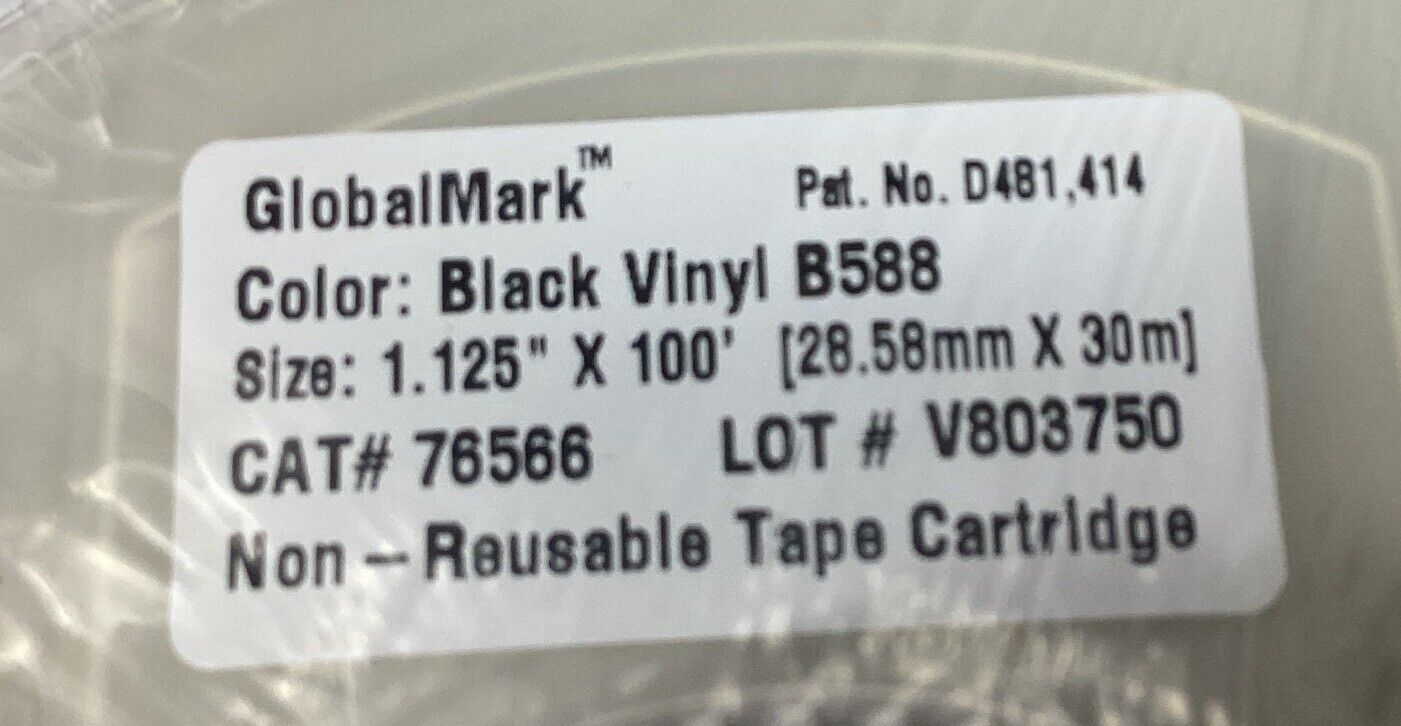 GlobalMark™ Pat. No. D481,414
Color: Black Vinyl B588
Size: 1.125" X 100' [28.58mm X 30m]
CAT# 76566 LOT # V803750
Non-Reusable Tape Cartridge